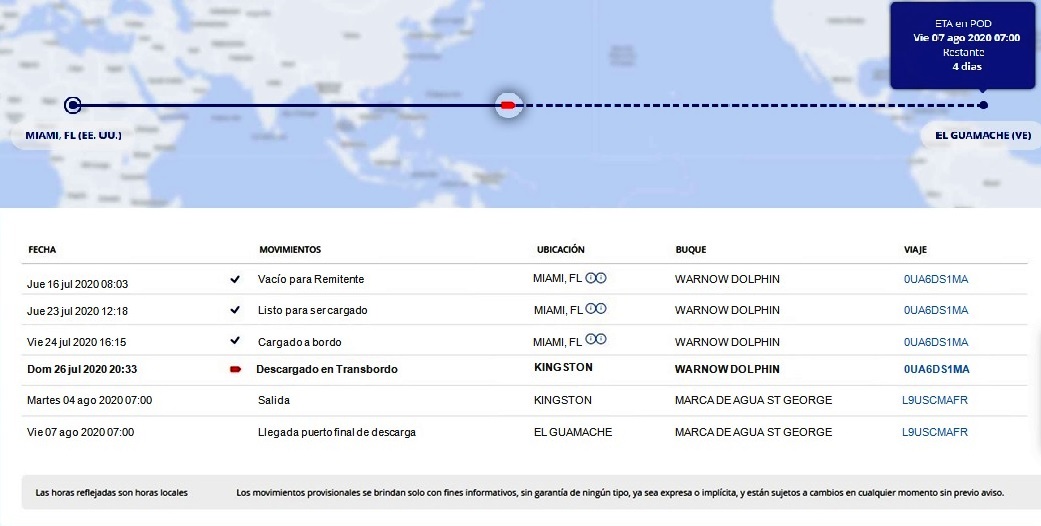 ETA en POD
Vie 07 ago 2020 07:00
Restante
4 dias
MIAMI, FL (EE. UU.)
EL GUAMACHE (VE)
FECHA MOVIMIENTOS UBICACIÓN BUQUE VIAJE
Jue 16 jul 2020 08:03 Vacío para Remitente MIAMI, FL WARNOW DOLPHIN 0UA6DS1MA
Jue 23 jul 2020 12:18 Listo para ser cargado MIAMI, FL WARNOW DOLPHIN 0UA6DS1MA
Vie 24 jul 2020 16:15 Cargado a bordo MIAMI, FL WARNOW DOLPHIN 0UA6DS1MA
Dom 26 jul 2020 20:33 Descargado en Transbordo KINGSTON WARNOW DOLPHIN 0UA6DS1MA
Martes 04 ago 2020 07:00 Salida KINGSTON MARCA DE AGUA ST GEORGE L9USCMAFR
Vie 07 ago 2020 07:00 Llegada puerto final de descarga EL GUAMACHE MARCA DE AGUA ST GEORGE L9USCMAFR
Las horas reflejadas son horas locales Los movimientos provisionales se brindan solo con fines informativos, sin garantía de ningún tipo, ya sea expresa o implícita, y están sujetos a cambios en cualquier momento sin previo aviso.